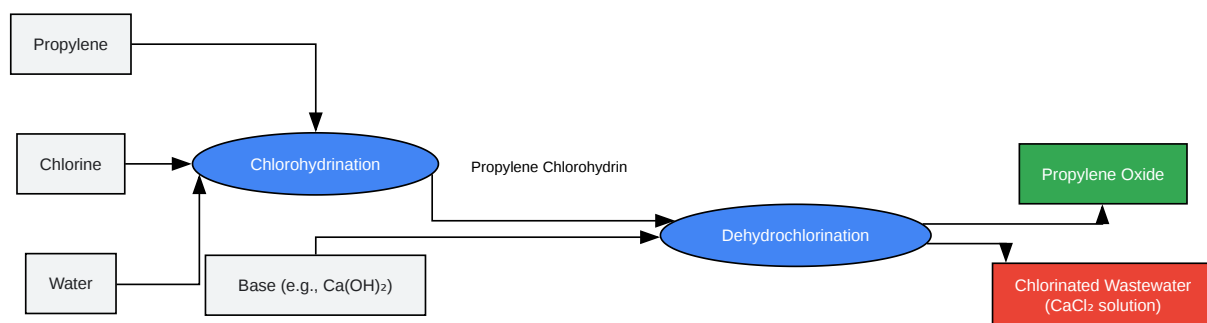 Propylene
Chlorine
Chlorohydrination
Propylene Chlorohydrin
Propylene Oxide
Dehydrochlorination
Water
Base (e.g., Ca(OH)₂)
Chlorinated Wastewater
(CaCl₂ solution)